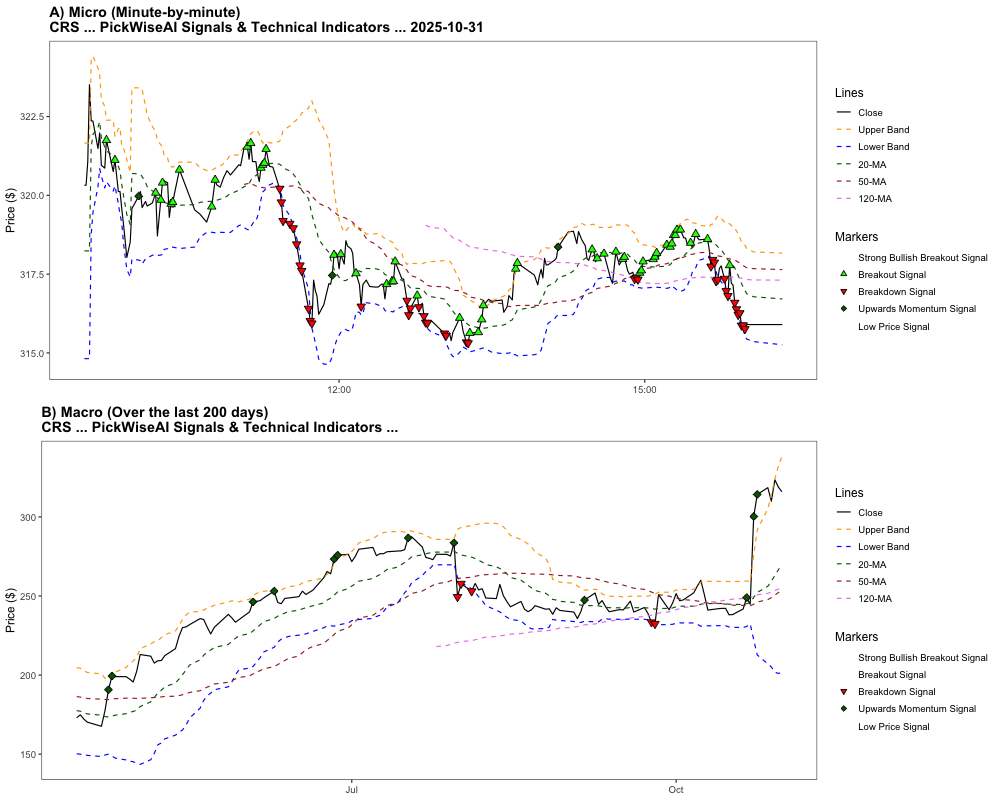 A) Micro (Minute-by-minute)
CRS ... PickWiseAI Signals & Technical Indicators ... 2025-10-31
Price ($)
322.5
320.0
317.5
315.0
12:00
15:00
Lines
Close
Upper Band
Lower Band
20-MA
50-MA
120-MA
Markers
Strong Bullish Breakout Signal
Breakout Signal
Breakdown Signal
Upwards Momentum Signal
Low Price Signal
B) Macro (Over the last 200 days)
CRS ... PickWiseAI Signals & Technical Indicators ...
Price ($)
300
250
200
150
Jul
Oct
Lines
Close
Upper Band
Lower Band
20-MA
50-MA
120-MA
Markers
Strong Bullish Breakout Signal
Breakout Signal
Breakdown Signal
Upwards Momentum Signal
Low Price Signal